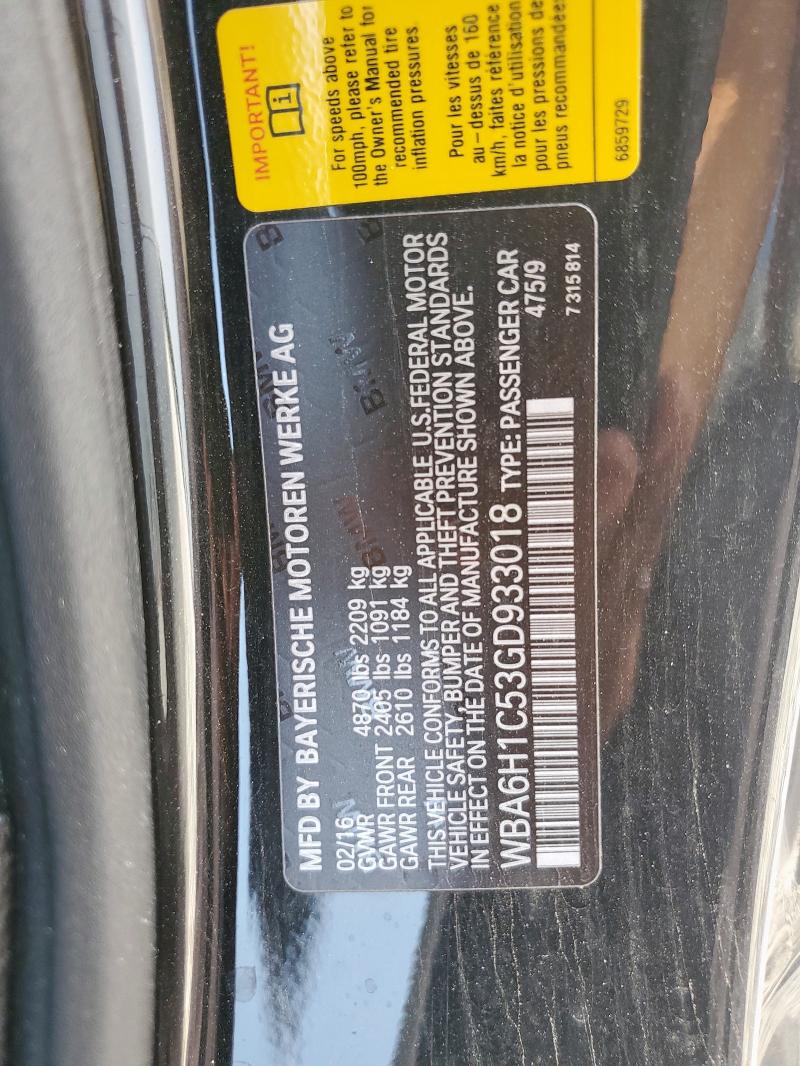 MFD BY BAYERISCHE MOTOREN WERKE AG
02/16
GVWR 4870 lbs 2209 kg
GAWR FRONT 2405 lbs 1091 kg
GAWR REAR 2610 lbs 1184 kg
THIS VEHICLE CONFORMS TO ALL APPLICABLE U.S.FEDERAL MOTOR
VEHICLE SAFETY, BUMPER AND THEFT PREVENTION STANDARDS
IN EFFECT ON THE DATE OF MANUFACTURE SHOWN ABOVE.
WBA6H1C53GD933018 TYPE: PASSENGER CAR
475/9
7 315 814
IMPORTANT!
For speeds above
100mph, please refer to
the Owner's Manual for
recommended tire
inflation pressures.
Pour les vitesses
au-dessus de 160
km/h, faites référence
la notice d'utilisation
pour les pressions de
pneus recommandées
6859729